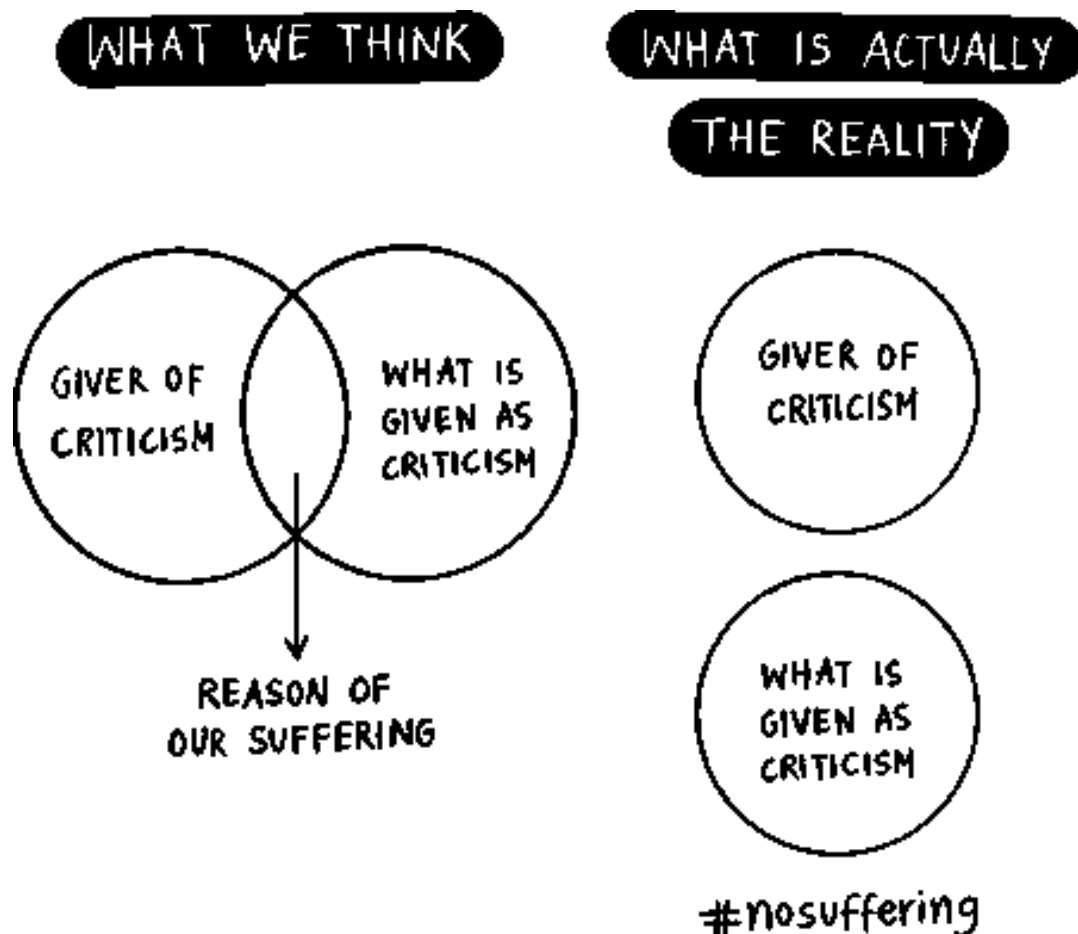 WHAT WE THINK
GIVER OF
CRITICISM
WHAT IS
GIVEN AS
CRITICISM
REASON OF
OUR SUFFERING
WHAT IS ACTUALLY
THE REALITY
GIVER OF
CRITICISM
WHAT IS
GIVEN AS
CRITICISM
#nosuffering